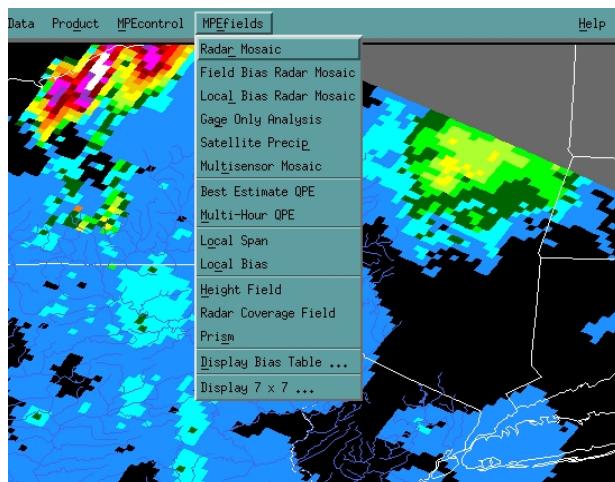 Data Product MPEcontrol MPEfields Help
Radar Mosaic
Field Bias Radar Mosaic
Local Bias Radar Mosaic
Gage Only Analysis
Satellite Precip
Multisensor Mosaic
Best Estimate QPE
Multi-Hour QPE
Local Span
Local Bias
Height Field
Radar Coverage Field
Prism
Display Bias Table ...
Display 7 x 7 ...